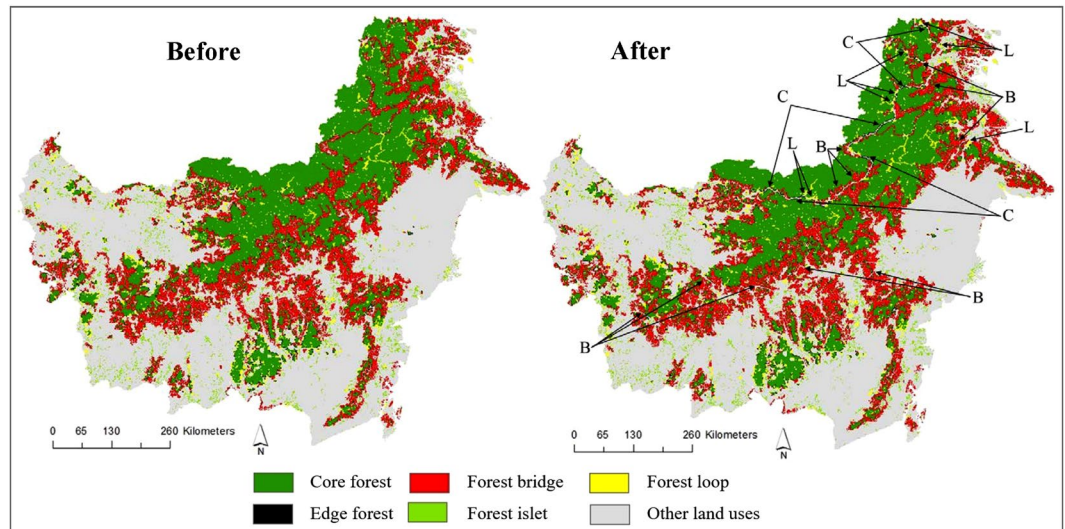 Before
After
C
L
L
C
B
L
L
B
C
B
B
0 65 130 260 Kilometers
N
0 65 130 260 Kilometers
N
Core forest Forest bridge Forest loop
Edge forest Forest islet Other land uses